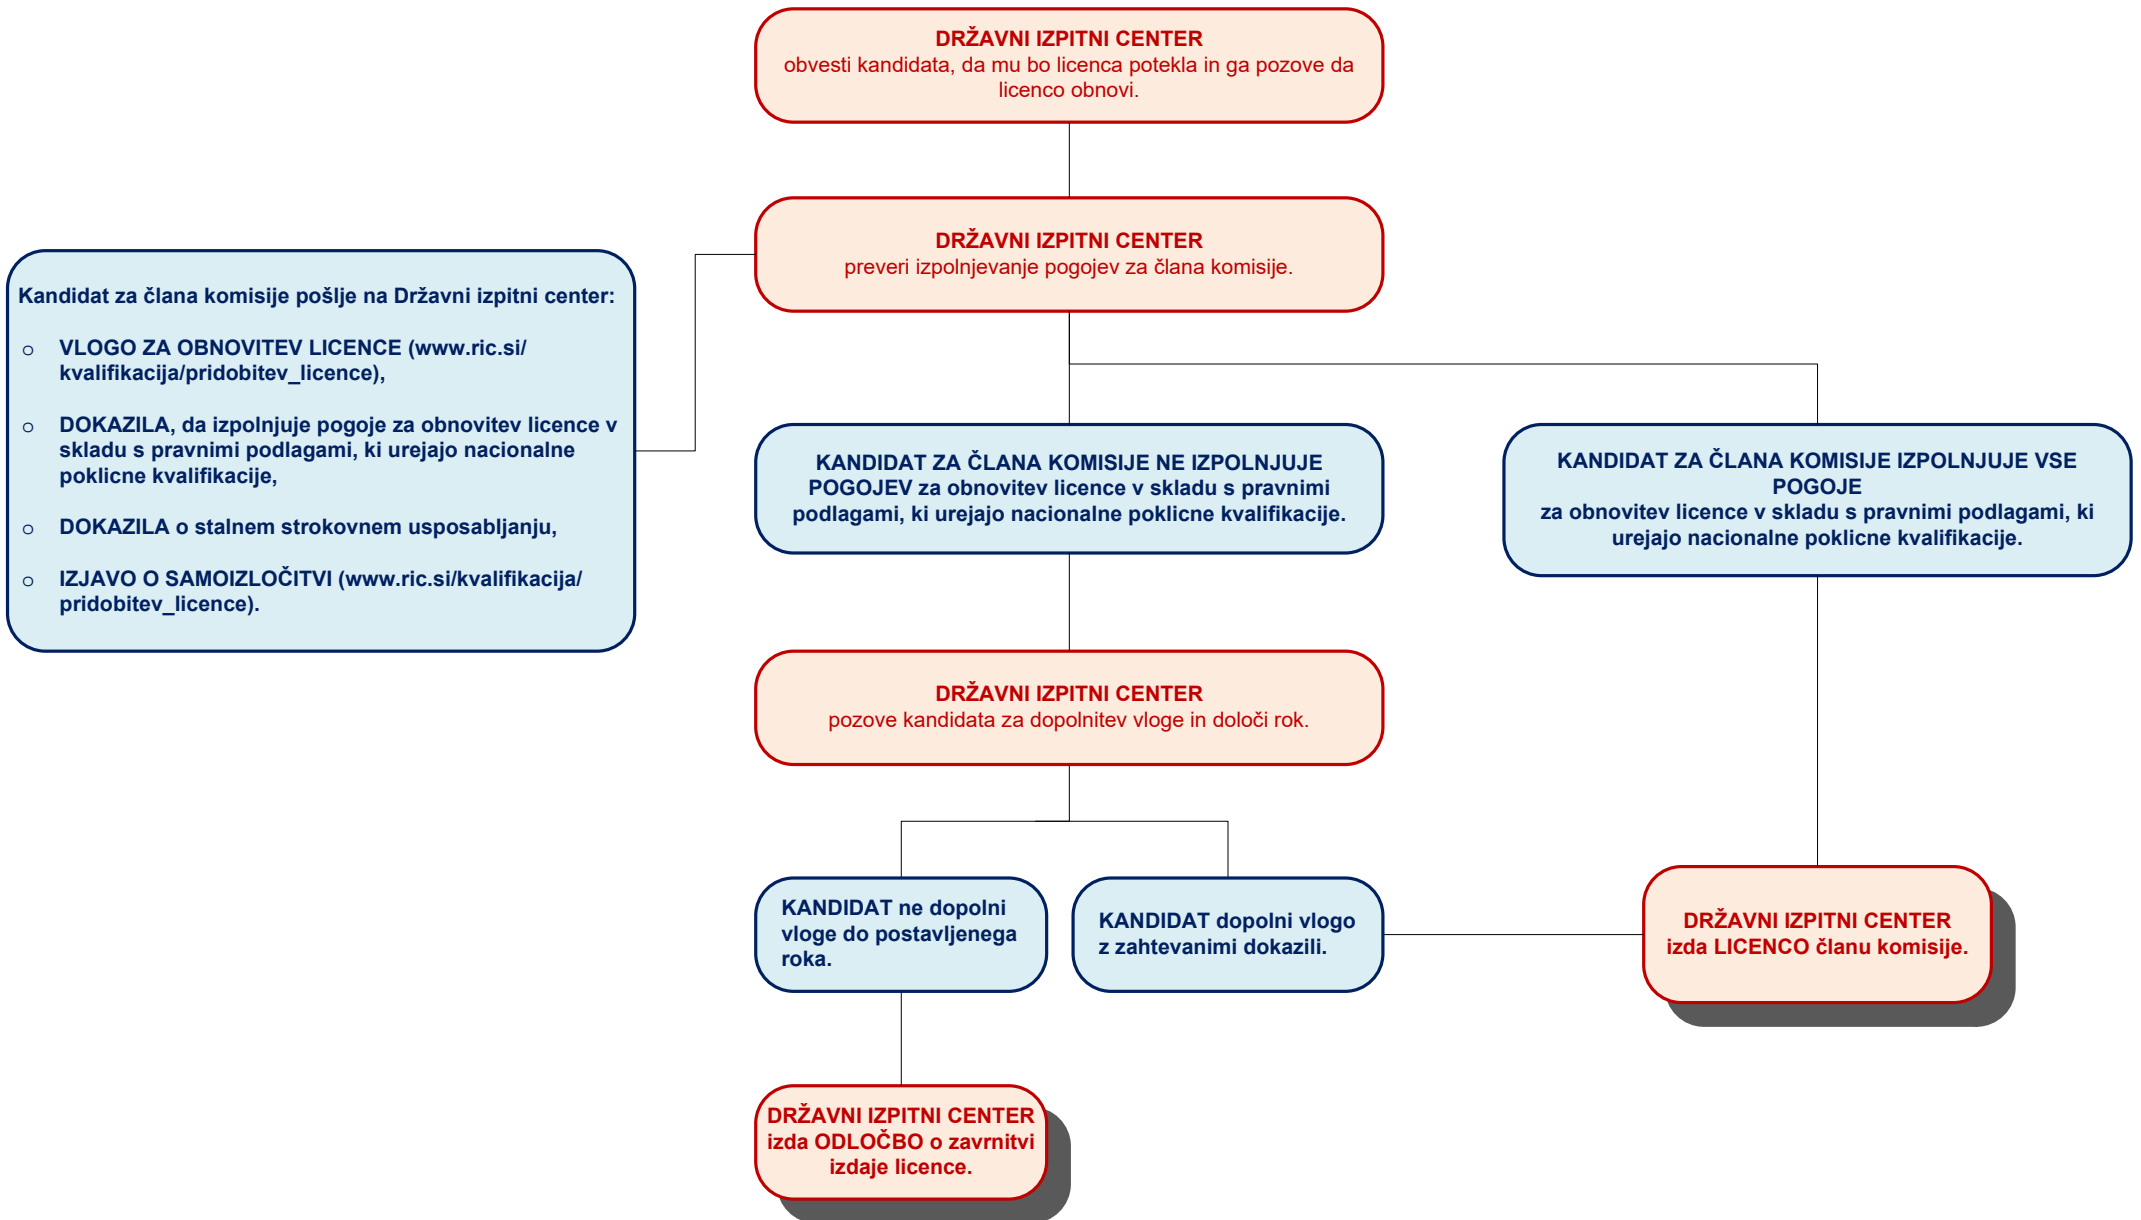 DRŽAVNI IZPITNI CENTER
obvesti kandidata, da mu bo licenca potekla in ga pozove da
licenco obnovi.
DRŽAVNI IZPITNI CENTER
preveri izpolnjevanje pogojev za člana komisije.
Kandidat za člana komisije pošlje na Državni izpitni center:
o VLOGO ZA OBNOVITEV LICENCE (www.ric.si/
kvalifikacija/pridobitev_licence),
o DOKAZILA, da izpolnjuje pogoje za obnovitev licence v
skladu s pravnimi podlagami, ki urejajo nacionalne
poklicne kvalifikacije,
o DOKAZILA o stalnem strokovnem usposabljanju,
o IZJAVO O SAMOIZLOČITVI (www.ric.si/kvalifikacija/
pridobitev_licence).
KANDIDAT ZA ČLANA KOMISIJE NE IZPOLNJUJE
POGOJEV za obnovitev licence v skladu s pravnimi
podlagami, ki urejajo nacionalne poklicne kvalifikacije.
KANDIDAT ZA ČLANA KOMISIJE IZPOLNJUJE VSE
POGOJE
za obnovitev licence v skladu s pravnimi podlagami, ki
urejajo nacionalne poklicne kvalifikacije.
DRŽAVNI IZPITNI CENTER
pozove kandidata za dopolnitev vloge in določi rok.
KANDIDAT ne dopolni
vloge do postavljenega
roka.
KANDIDAT dopolni vlogo
z zahtevanimi dokazili.
DRŽAVNI IZPITNI CENTER
izda LICENCO članu komisije.
DRŽAVNI IZPITNI CENTER
izda ODLOČBO o zavrnitvi
izdaje licence.